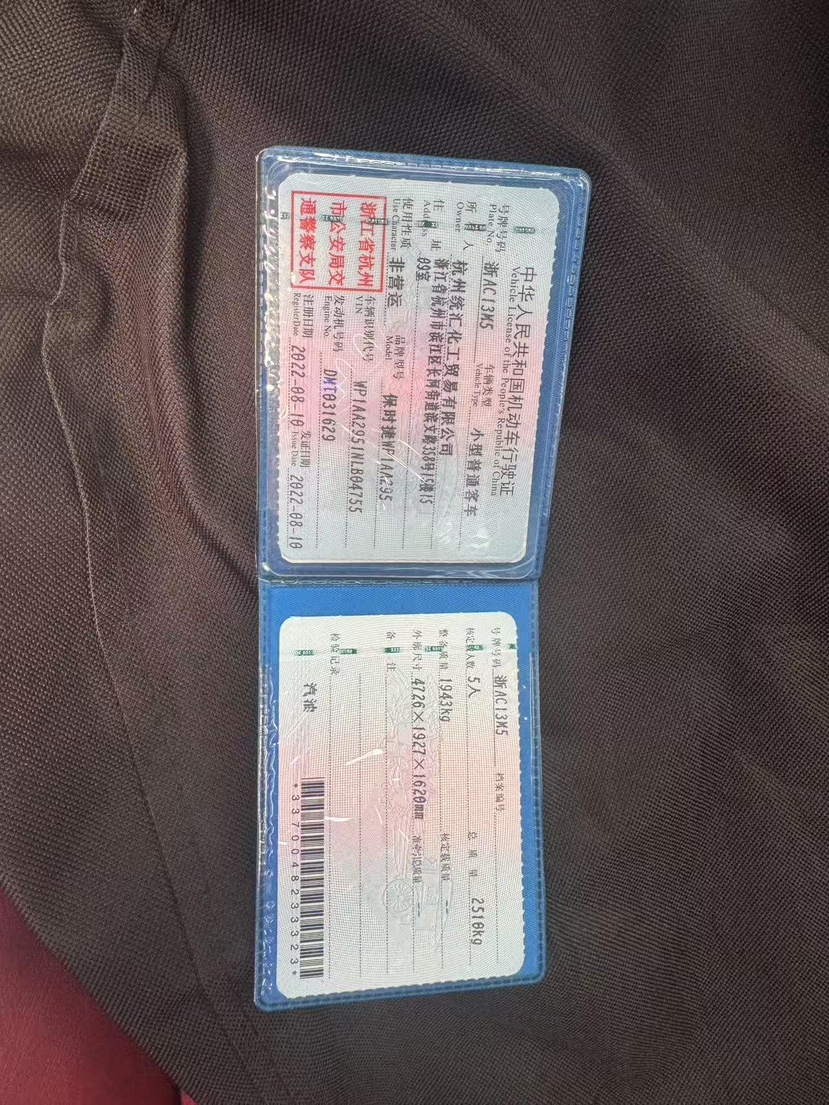 中华人民共和国机动车行驶证
Vehicle License of the People's Republic of China
号牌号码 浙AC13M5 车辆类型 小型普通客车
Plate No. Vehicle Type
所有人 杭州统汇化工贸易有限公司
Owner
住址 浙江省杭州市滨江区长河街道滨文路338号15幢15
Address 09室
使用性质 非营运 品牌型号 保时捷WP1AA295
Use Character Model
浙江省杭州
市公安局交
通警察支队
车辆识别代号 WP1AA2951NLB04755
VIN
发动机号码 DMT031629
Engine No.
注册日期 2022-08-10 发证日期 2022-08-10
Register Date Issue Date
号牌号码 浙AC13M5 档案编号
核定载人数 5人 总质量 2510kg
整备质量 1943kg 核定载质量 --
外廓尺寸 4726×1927×1620mm 准牵引总质量 --
备注
检验记录
汽油
*3370048233323*